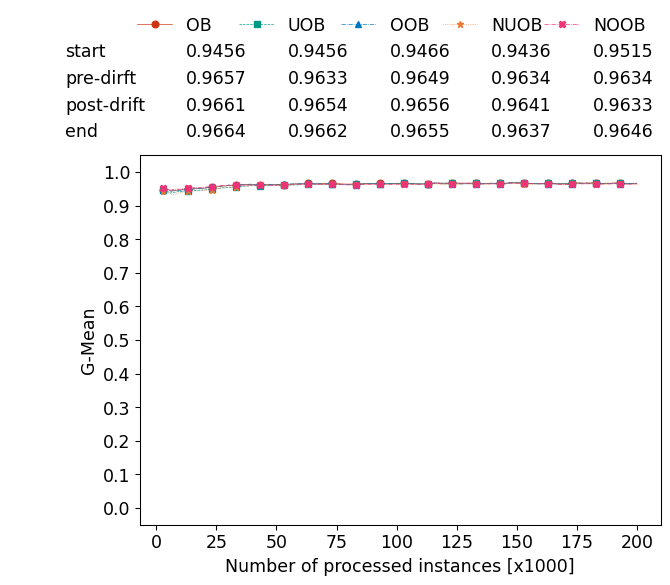 OB UOB OOB NUOB NOOB
start 0.9456 0.9456 0.9466 0.9436 0.9515
pre-dirft 0.9657 0.9633 0.9649 0.9634 0.9634
post-drift 0.9661 0.9654 0.9656 0.9641 0.9633
end 0.9664 0.9662 0.9655 0.9637 0.9646
1.0
0.9
0.8
0.7
0.6
0.5
0.4
0.3
0.2
0.1
0.0
G-Mean
0 25 50 75 100 125 150 175 200
Number of processed instances [x1000]